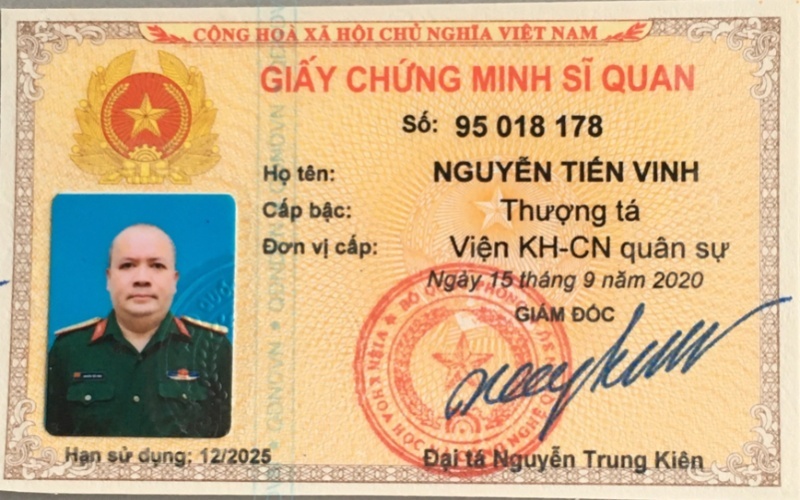 CỘNG HOÀ XÃ HỘI CHỦ NGHĨA VIỆT NAM
GIẤY CHỨNG MINH SĨ QUAN
Số: 95 018 178
Họ tên: NGUYỄN TIẾN VINH
Cấp bậc: Thượng tá
Đơn vị cấp: Viện KH-CN quân sự
Ngày 15 tháng 9 năm 2020
GIÁM ĐỐC
Hạn sử dụng: 12/2025
Đại tá Nguyễn Trung Kiên